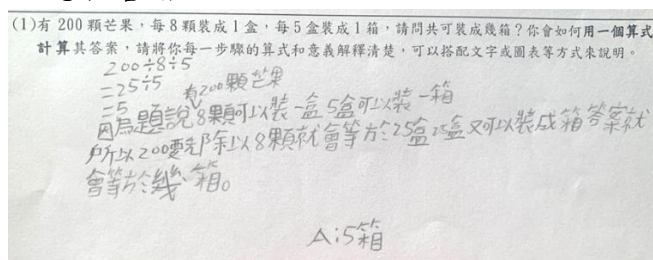 (1)有 200 顆芒果，每 8 顆裝成 1 盒，每 5 盒裝成 1 箱，請問共可裝成幾箱？你會如何用一個算式
計算其答案，請將你每一步驟的算式和意義解釋清楚，可以搭配文字或圖表等方式來說明。
200÷8÷5
=25÷5
=5
有200顆芒果
因為題說8顆可以裝一盒5盒可以裝一箱
所以200要先除以8顆就會等於25盒25盒又可以裝成箱答案就
會等於幾箱。
A:5箱